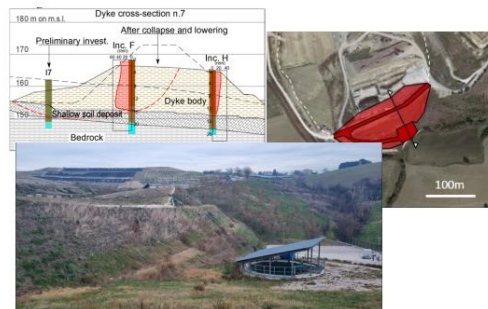 Dyke cross-section n.7
180 m on m.s.l.
After collapse and lowering
Preliminary invest.
170
Inc. F
Inc. H
I7
160
Dyke body
150
Shallow soil deposit
Bedrock
100m